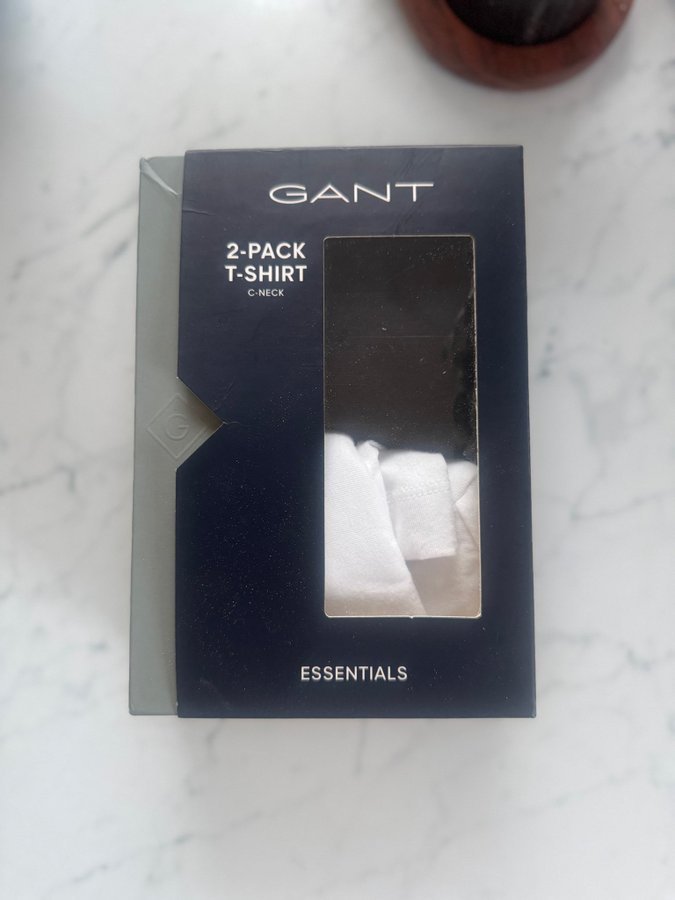 GANT
2-PACK
T-SHIRT
C-NECK
G
ESSENTIALS